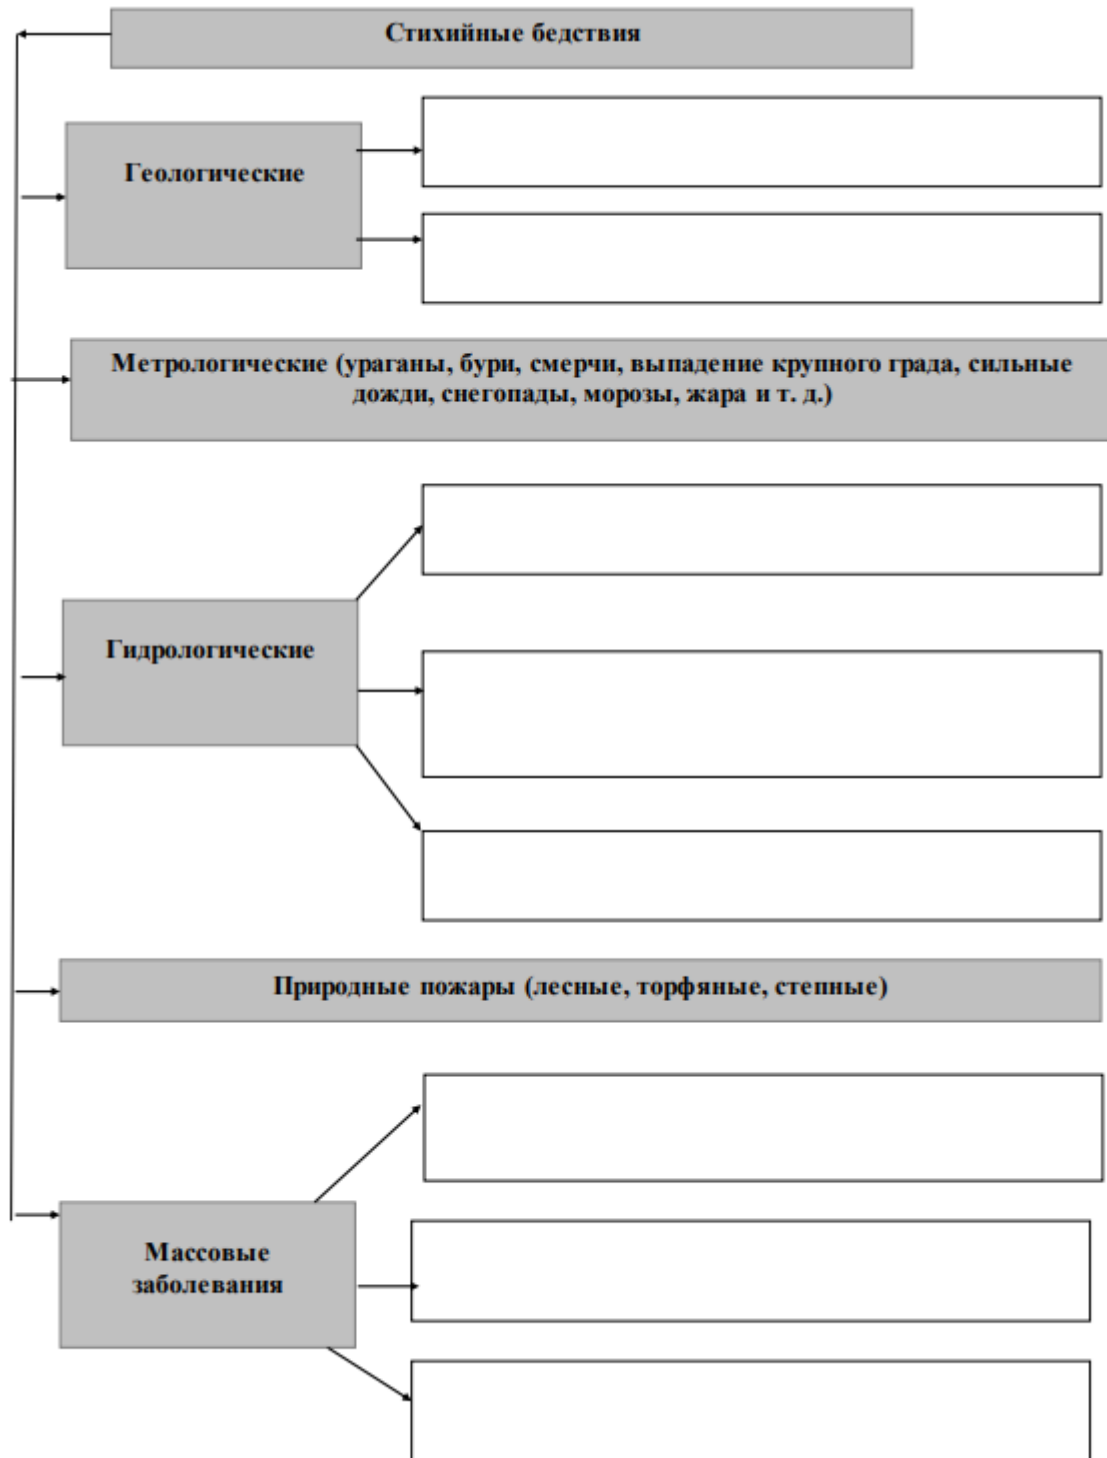 Стихийные бедствия
Геологические
Метрологические (ураганы, бури, смерчи, выпадение крупного града, сильные
дожди, снегопады, морозы, жара и т. д.)
Гидрологические
Природные пожары (лесные, торфяные, степные)
Массовые
заболевания